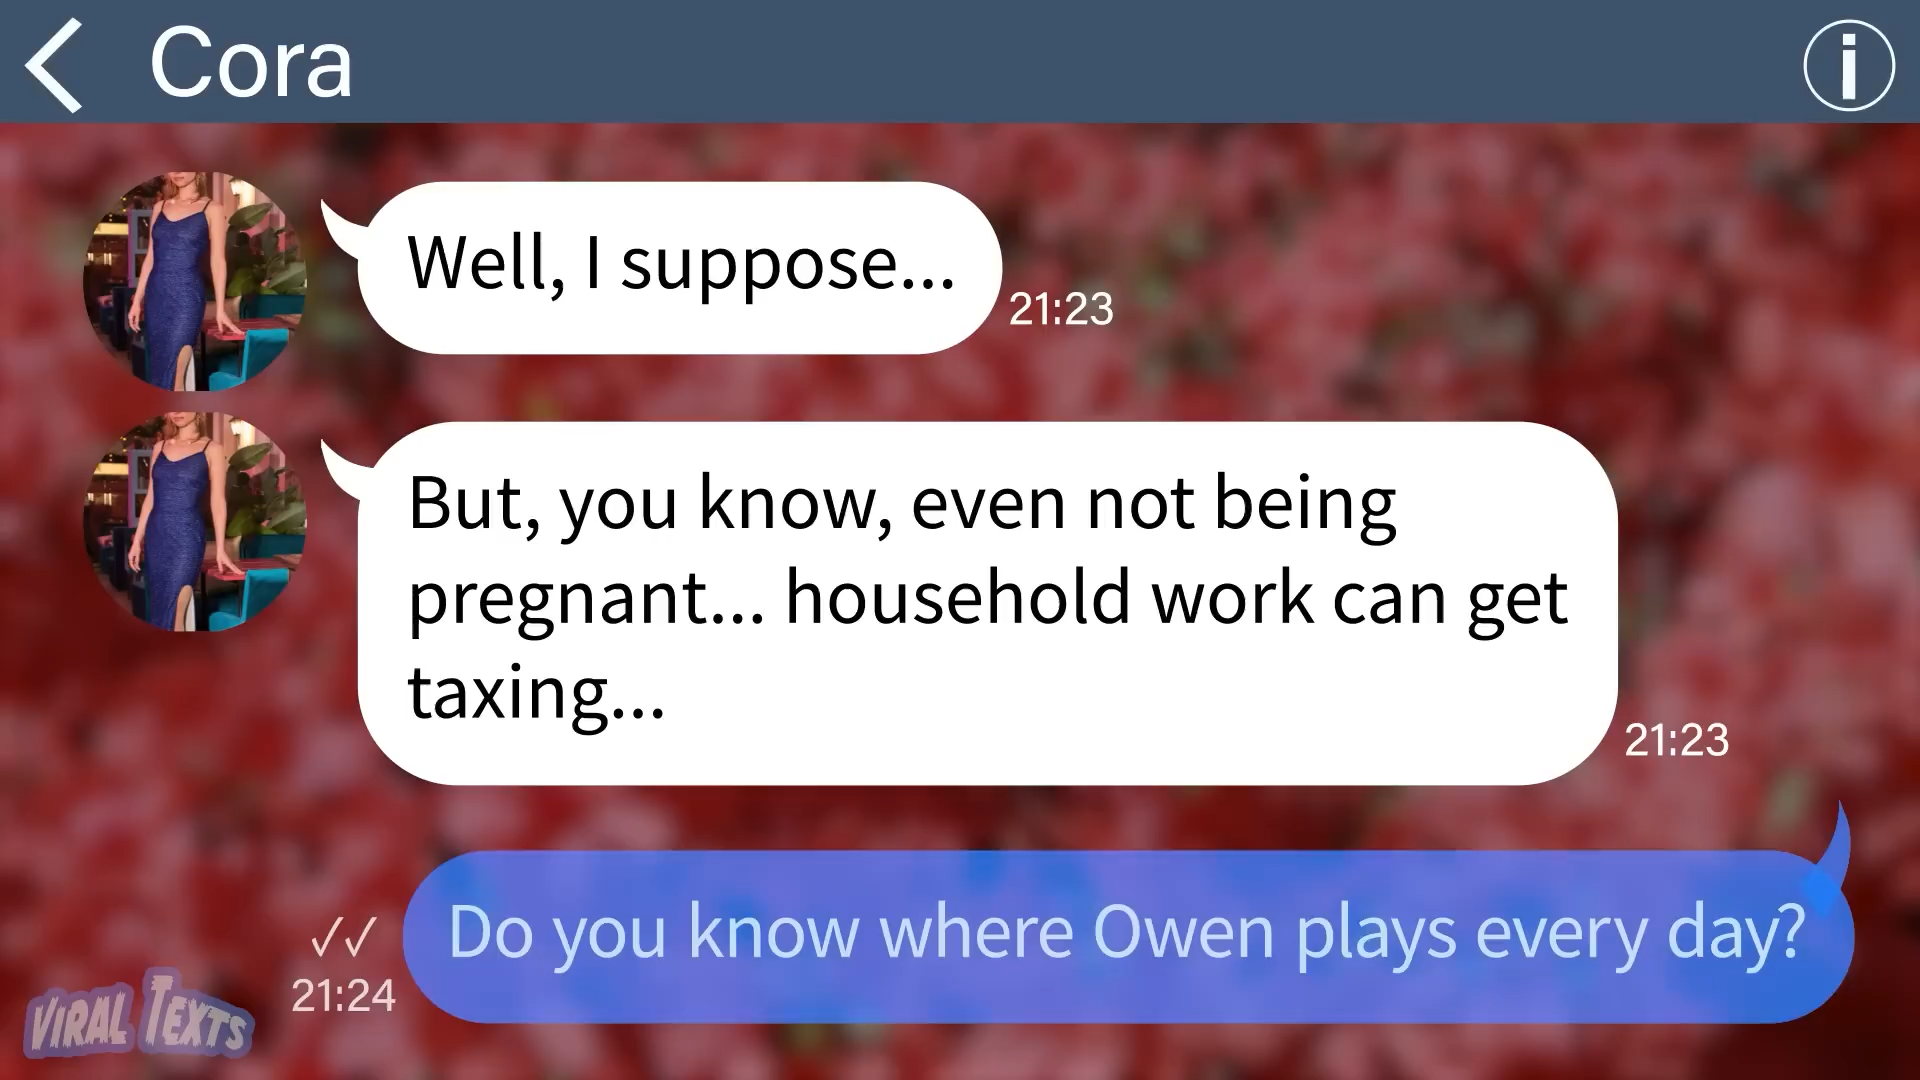 Cora
Well, I suppose...
21:23
But, you know, even not being
pregnant... household work can get
taxing...
21:23
Do you know where Owen plays every day?
21:24
VIRAL TEXTS